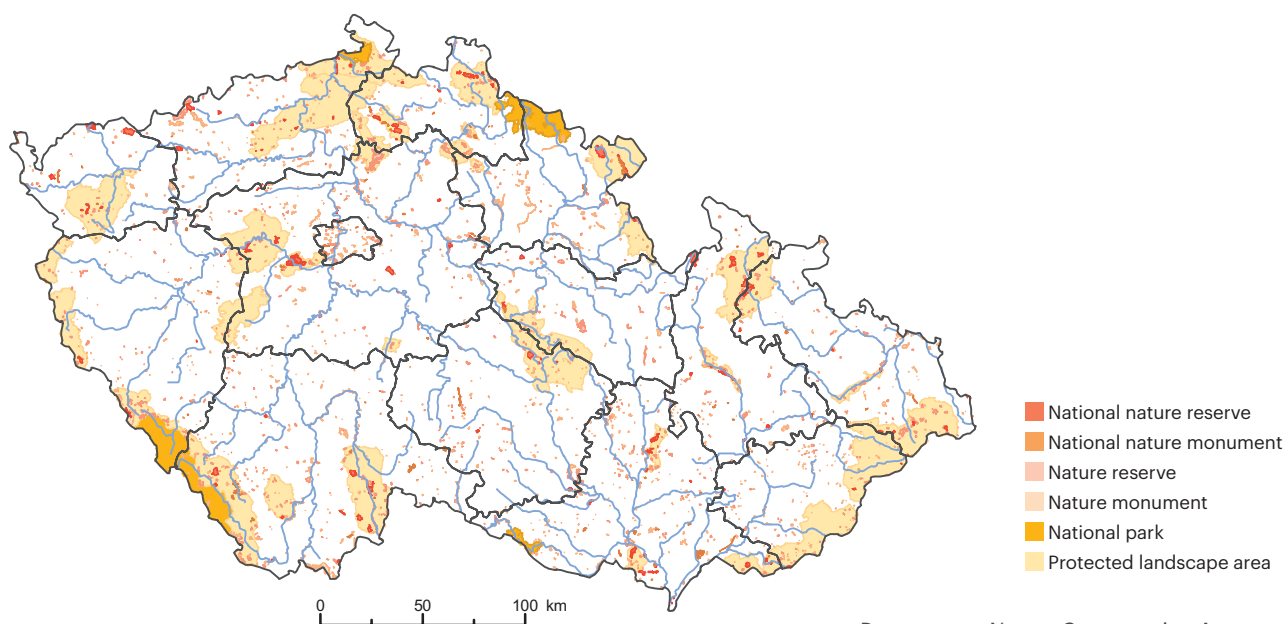 National nature reserve
National nature monument
Nature reserve
Nature monument
National park
Protected landscape area
0 50 100 km